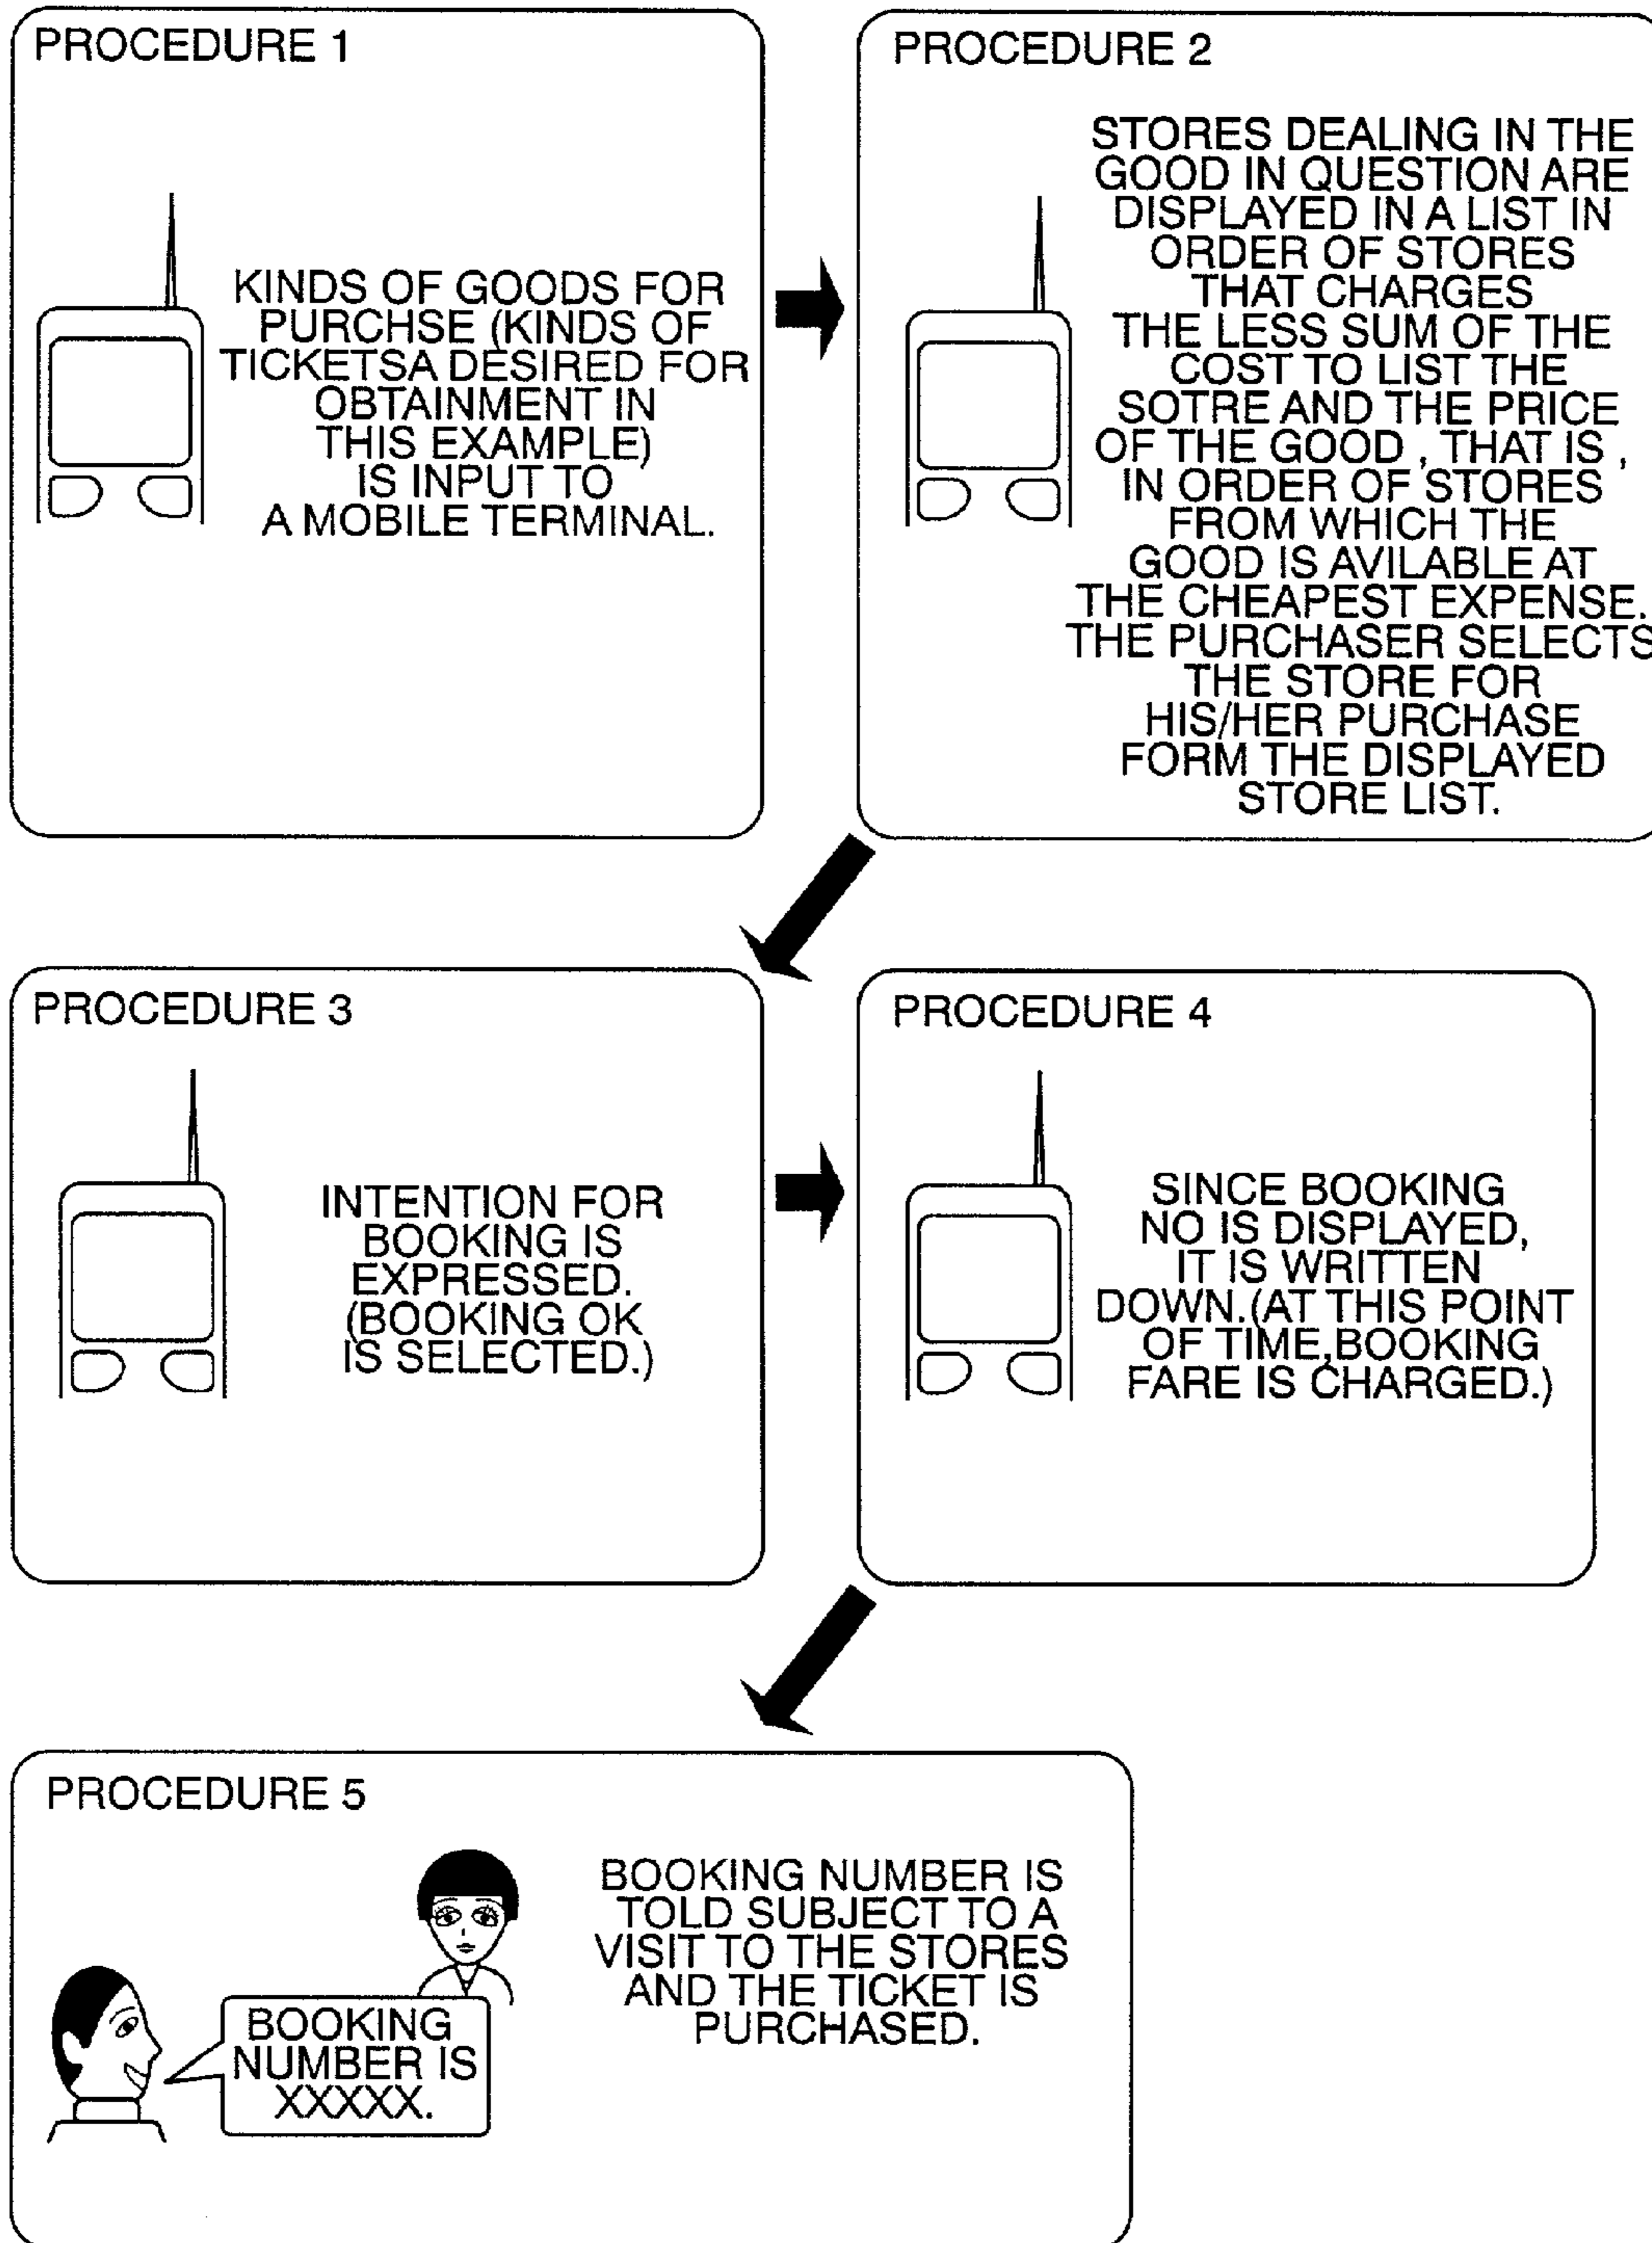 PROCEDURE 1
KINDS OF GOODS FOR
PURCHSE (KINDS OF
TICKETSA DESIRED FOR
OBTAINMENT IN
THIS EXAMPLE)
IS INPUT TO
A MOBILE TERMINAL.
PROCEDURE 2
STORES DEALING IN THE
GOOD IN QUESTION ARE
DISPLAYED IN A LIST IN
ORDER OF STORES
THAT CHARGES
THE LESS SUM OF THE
COST TO LIST THE
SOTRE AND THE PRICE
OF THE GOOD , THAT IS ,
IN ORDER OF STORES
FROM WHICH THE
GOOD IS AVILABLE AT
THE CHEAPEST EXPENSE.
THE PURCHASER SELECTS
THE STORE FOR
HIS/HER PURCHASE
FORM THE DISPLAYED
STORE LIST.
PROCEDURE 3
INTENTION FOR
BOOKING IS
EXPRESSED.
(BOOKING OK
IS SELECTED.)
PROCEDURE 4
SINCE BOOKING
NO IS DISPLAYED,
IT IS WRITTEN
DOWN.(AT THIS POINT
OF TIME,BOOKING
FARE IS CHARGED.)
PROCEDURE 5
BOOKING NUMBER IS
TOLD SUBJECT TO A
VISIT TO THE STORES
AND THE TICKET IS
PURCHASED.
BOOKING
NUMBER IS
XXXXX.